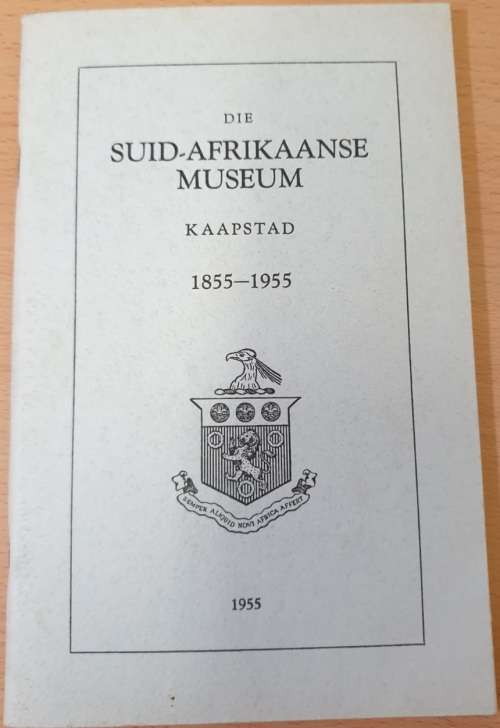 DIE
SUID-AFRIKAANSE
MUSEUM
KAAPSTAD
1855–1955
SEMPER ALIQUID NOVI AFRICA AFFERT
1955